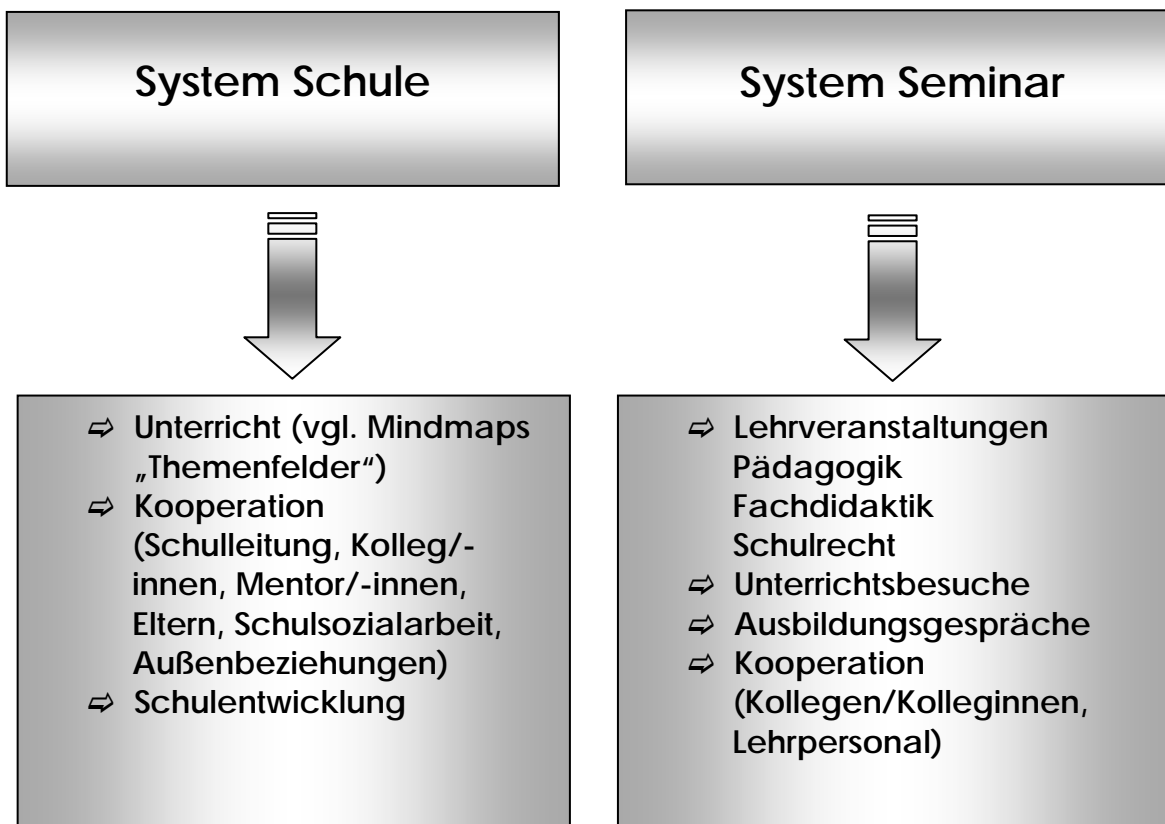 System Schule
⇨ Unterricht (vgl. Mindmaps
„Themenfelder“)
⇨ Kooperation
(Schulleitung, Kolleg/-
innen, Mentor/-innen,
Eltern, Schulsozialarbeit,
Außenbeziehungen)
⇨ Schulentwicklung
System Seminar
⇨ Lehrveranstaltungen
Pädagogik
Fachdidaktik
Schulrecht
⇨ Unterrichtsbesuche
⇨ Ausbildungsgespräche
⇨ Kooperation
(Kollegen/Kolleginnen,
Lehrpersonal)